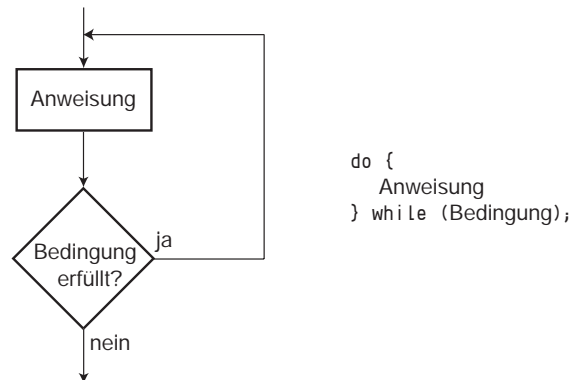 Anweisung
Bedingung
erfüllt?
ja
nein
do {
Anweisung
} while (Bedingung);